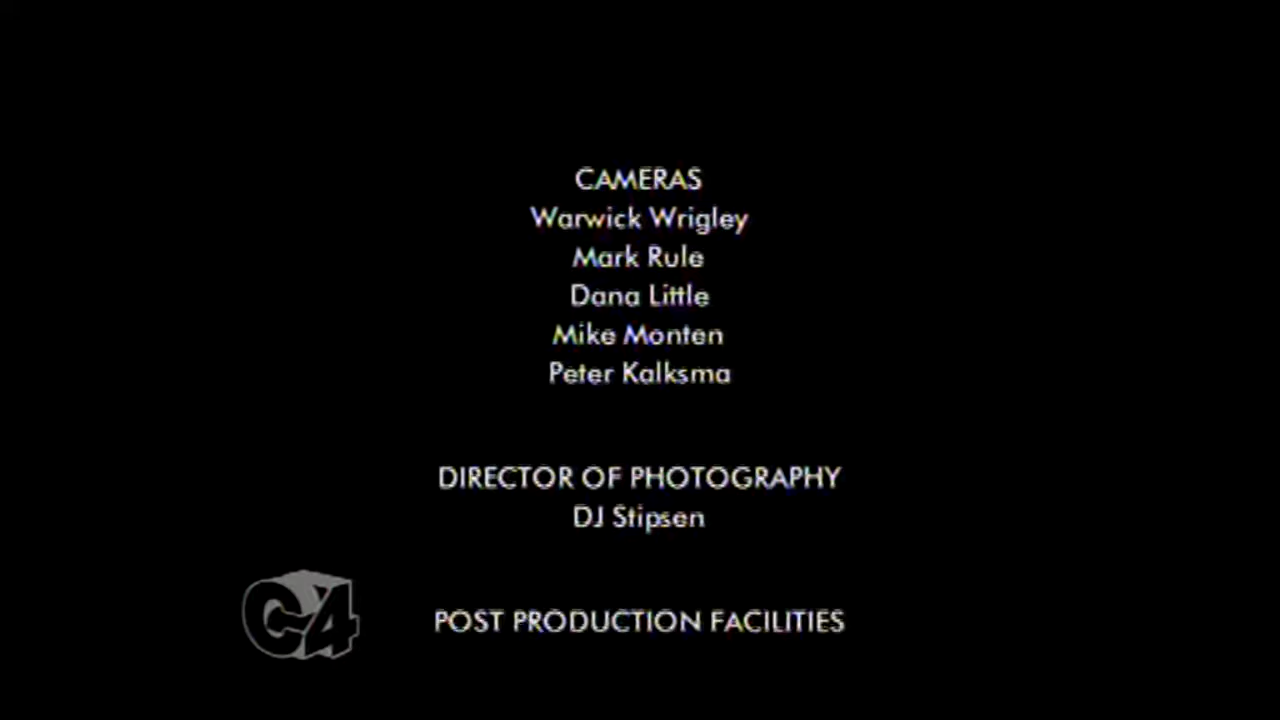 CAMERAS
Warwick Wrigley
Mark Rule
Dana Little
Mike Monten
Peter Kalksma
DIRECTOR OF PHOTOGRAPHY
DJ Stipsen
C4
POST PRODUCTION FACILITIES